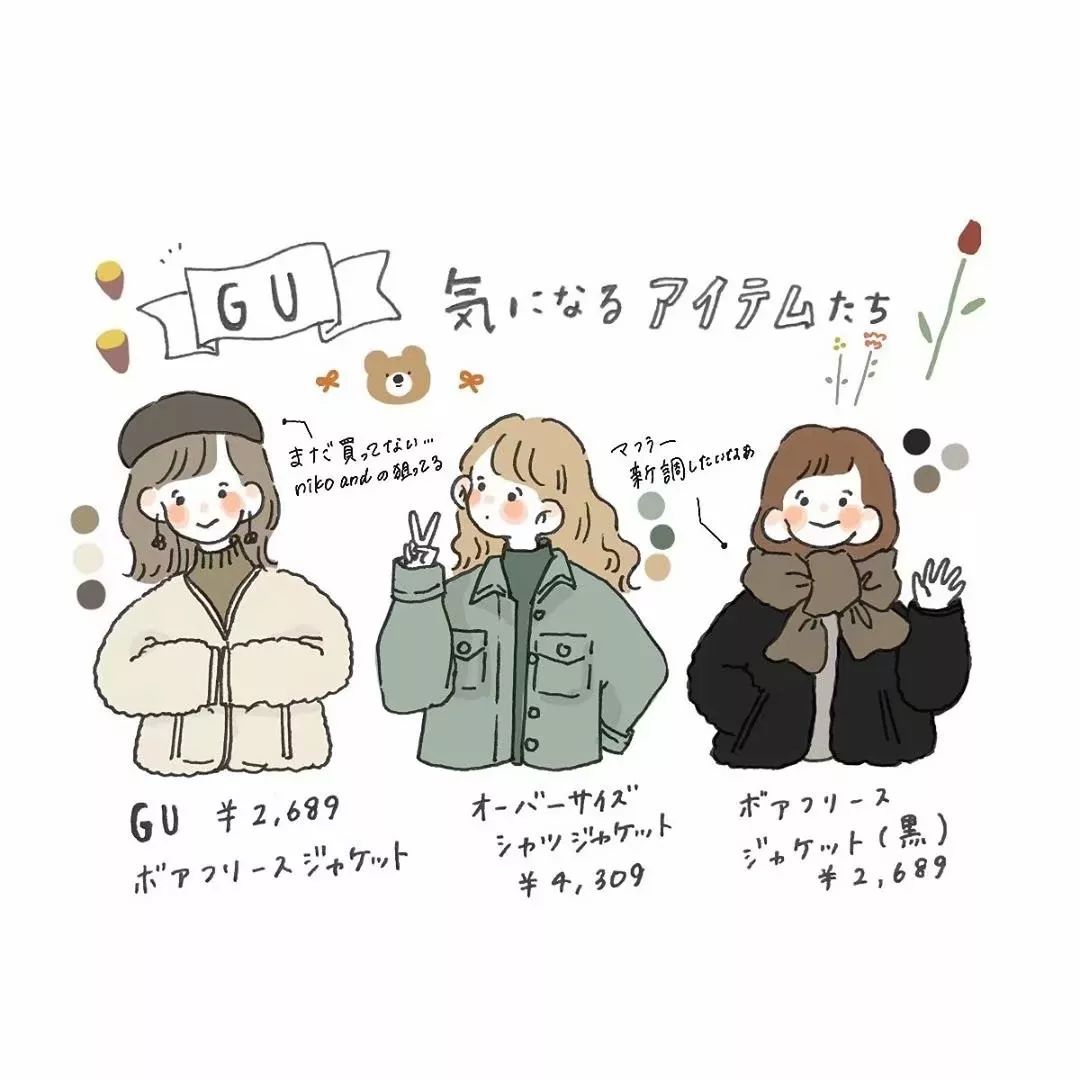 GU 気になるアイテムたち
まだ買ってない…
niko andの狙ってる
マフラー
新調したいなぁ
GU ¥2,689
ボアフリースジャケット
オーバーサイズ
シャツジャケット
¥4,309
ボアフリース
ジャケット(黒)
¥2,689